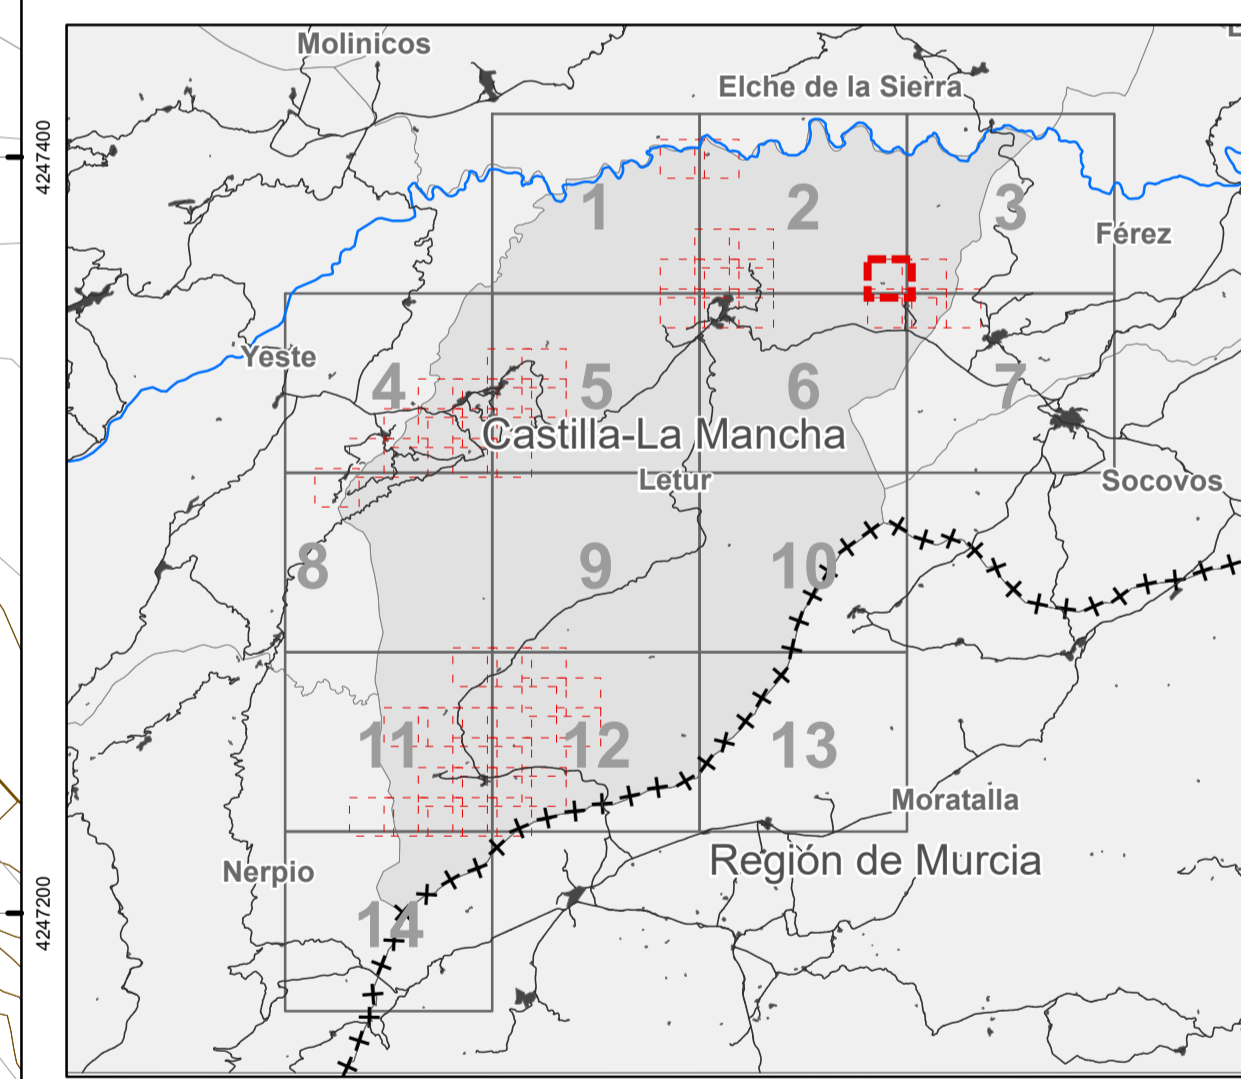 Molinicos
Elche de la Sierra
4247400
1
2
3
Férez
Yeste
4
5
6
7
Castilla-La Mancha
Letur
Socovos
8
9
10
11
12
13
Moratalla
Región de Murcia
Nerpio
14
4247200